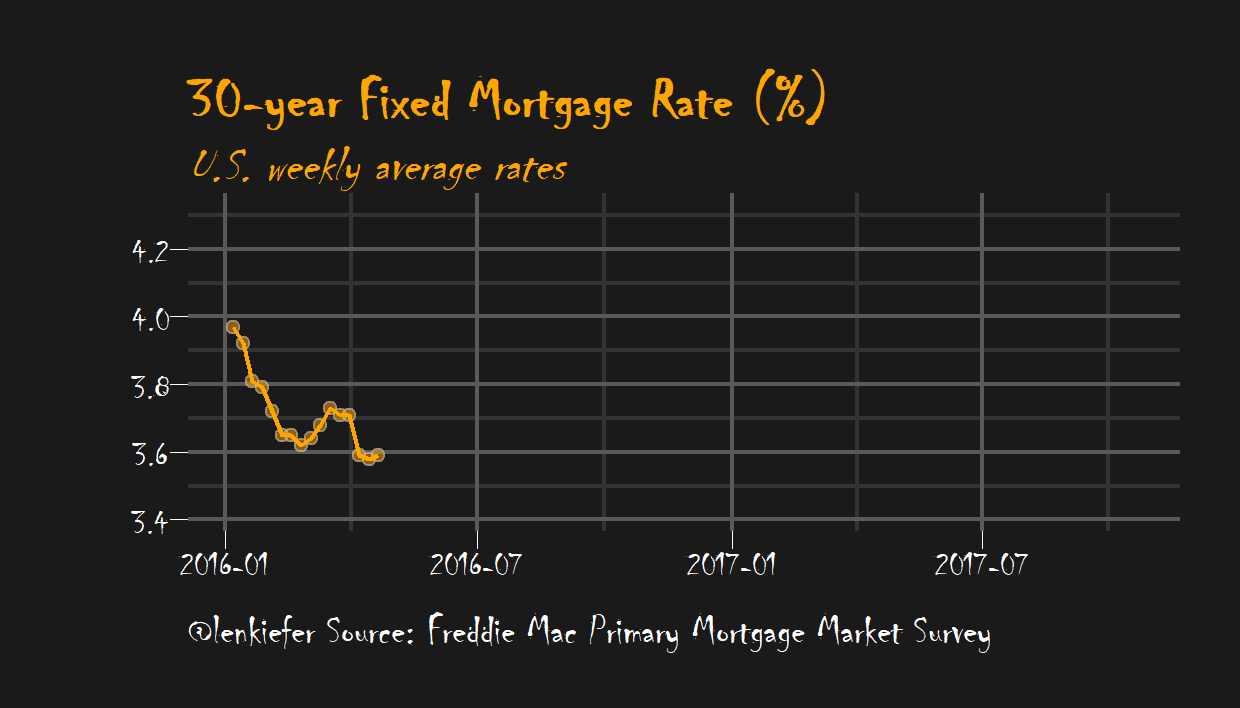 30-year Fixed Mortgage Rate (%)
U.S. weekly average rates
4.2
4.0
3.8
3.6
3.4
2016-01 2016-07 2017-01 2017-07
@lenkiefer Source: Freddie Mac Primary Mortgage Market Survey